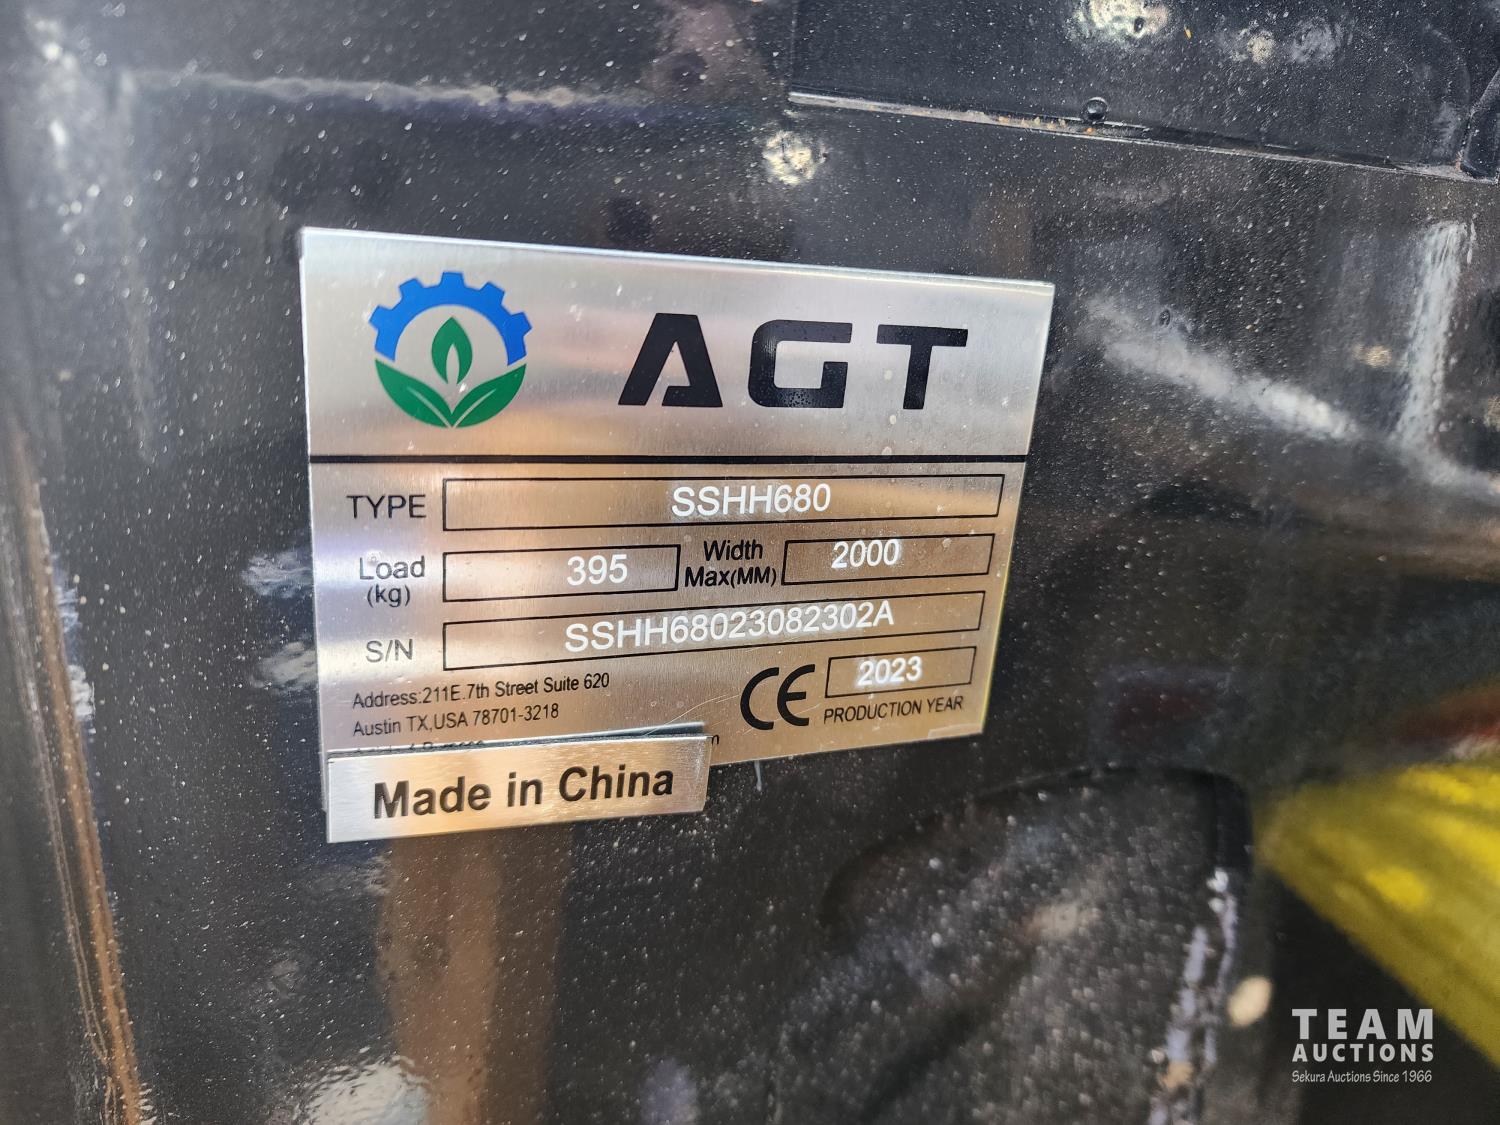 AGT
TYPE SSHH680
Load (kg) 395 Width Max(MM) 2000
S/N SSHH68023082302A
Address:211E.7th Street Suite 620
Austin TX,USA 78701-3218
CE 2023
PRODUCTION YEAR
Made in China
TEAM
AUCTIONS
Sekura Auctions Since 1966